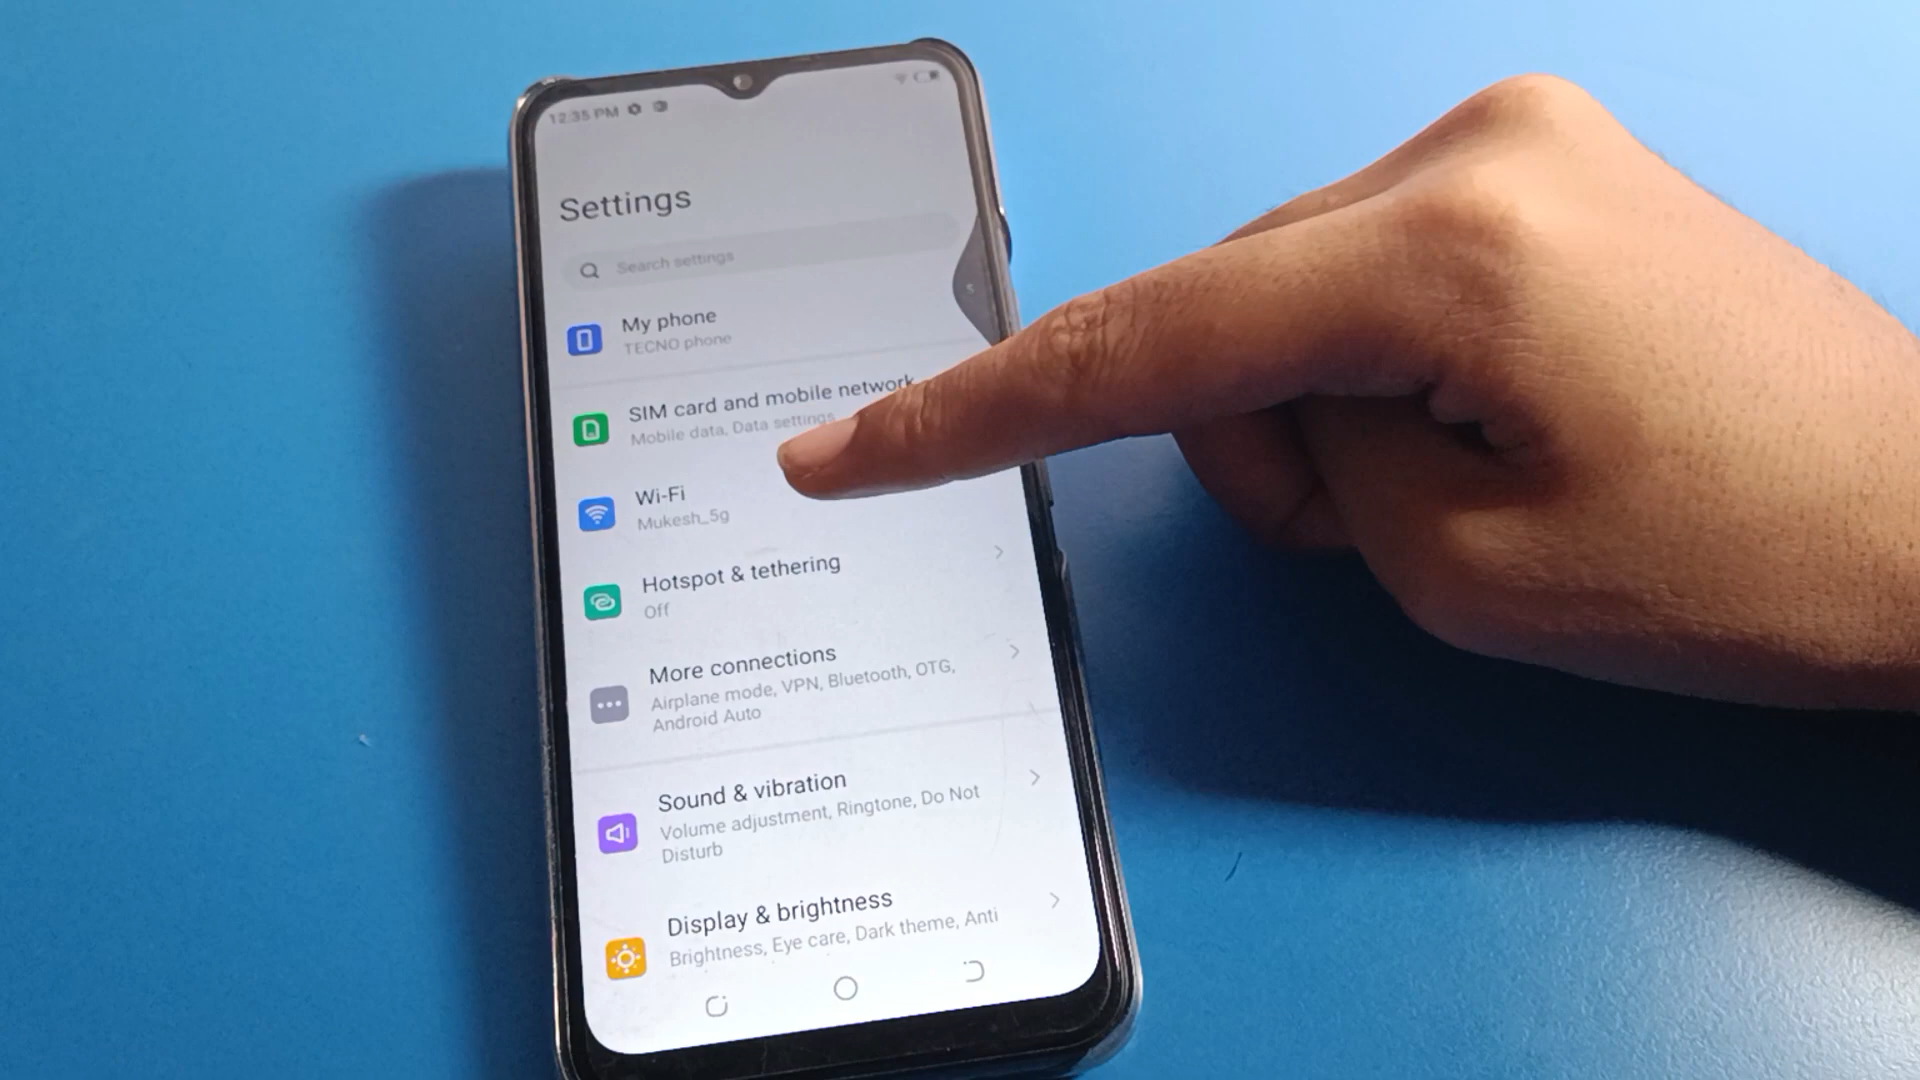 12:35 PM
Settings
Search settings
My phone
TECNO phone
SIM card and mobile network
Mobile data, Data settings
Wi-Fi
Mukesh_5g
Hotspot & tethering
Off
More connections
Airplane mode, VPN, Bluetooth, OTG,
Android Auto
Sound & vibration
Volume adjustment, Ringtone, Do Not
Disturb
Display & brightness
Brightness, Eye care, Dark theme, Anti